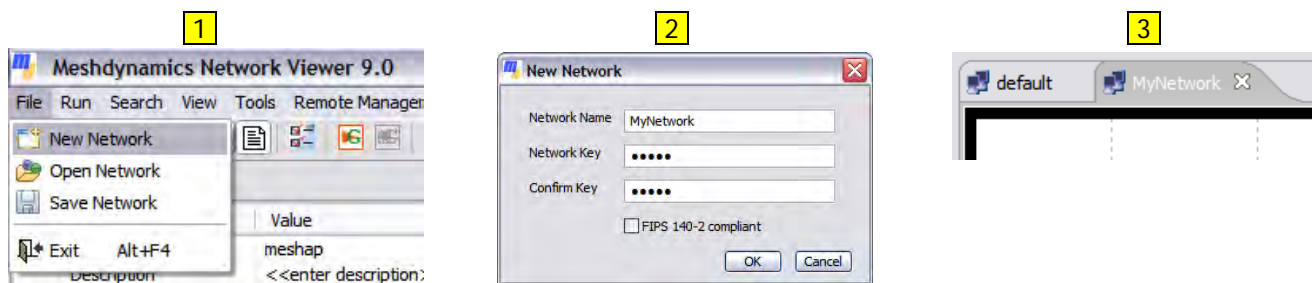 1
Meshdynamics Network Viewer 9.0
File Run Search View Tools Remote Manager
New Network
Open Network
Save Network
Exit Alt+F4
Value
meshap
Description <<enter description>
2
New Network
Network Name MyNetwork
Network Key •••••
Confirm Key •••••
FIPS 140-2 compliant
OK Cancel
3
default MyNetwork